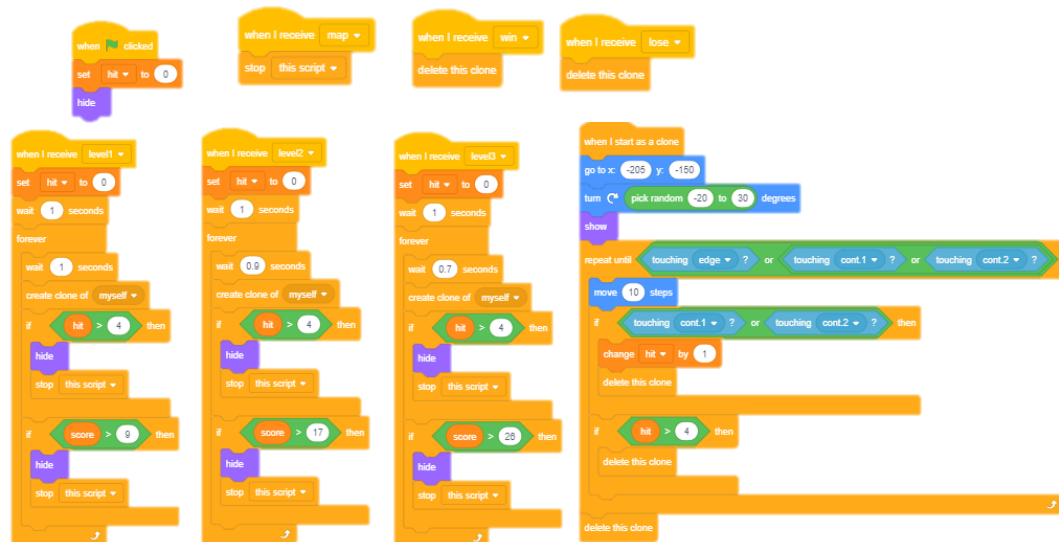 when clicked
set hit to 0
hide
when I receive map
stop this script
when I receive win
delete this clone
when I receive lose
delete this clone
when I receive level1
set hit to 0
wait 1 seconds
forever
wait 1 seconds
create clone of myself
if hit > 4 then
hide
stop this script
if score > 9 then
hide
stop this script
when I receive level2
set hit to 0
wait 1 seconds
forever
wait 0.9 seconds
create clone of myself
if hit > 4 then
hide
stop this script
if score > 17 then
hide
stop this script
when I receive level3
set hit to 0
wait 1 seconds
forever
wait 0.7 seconds
create clone of myself
if hit > 4 then
hide
stop this script
if score > 26 then
hide
stop this script
when I start as a clone
go to x: -205 y: -150
turn pick random -20 to 30 degrees
show
repeat until touching edge ? or touching cont.1 ? or touching cont.2 ?
move 10 steps
if touching cont.1 ? or touching cont.2 ? then
change hit by 1
delete this clone
if hit > 4 then
delete this clone
delete this clone